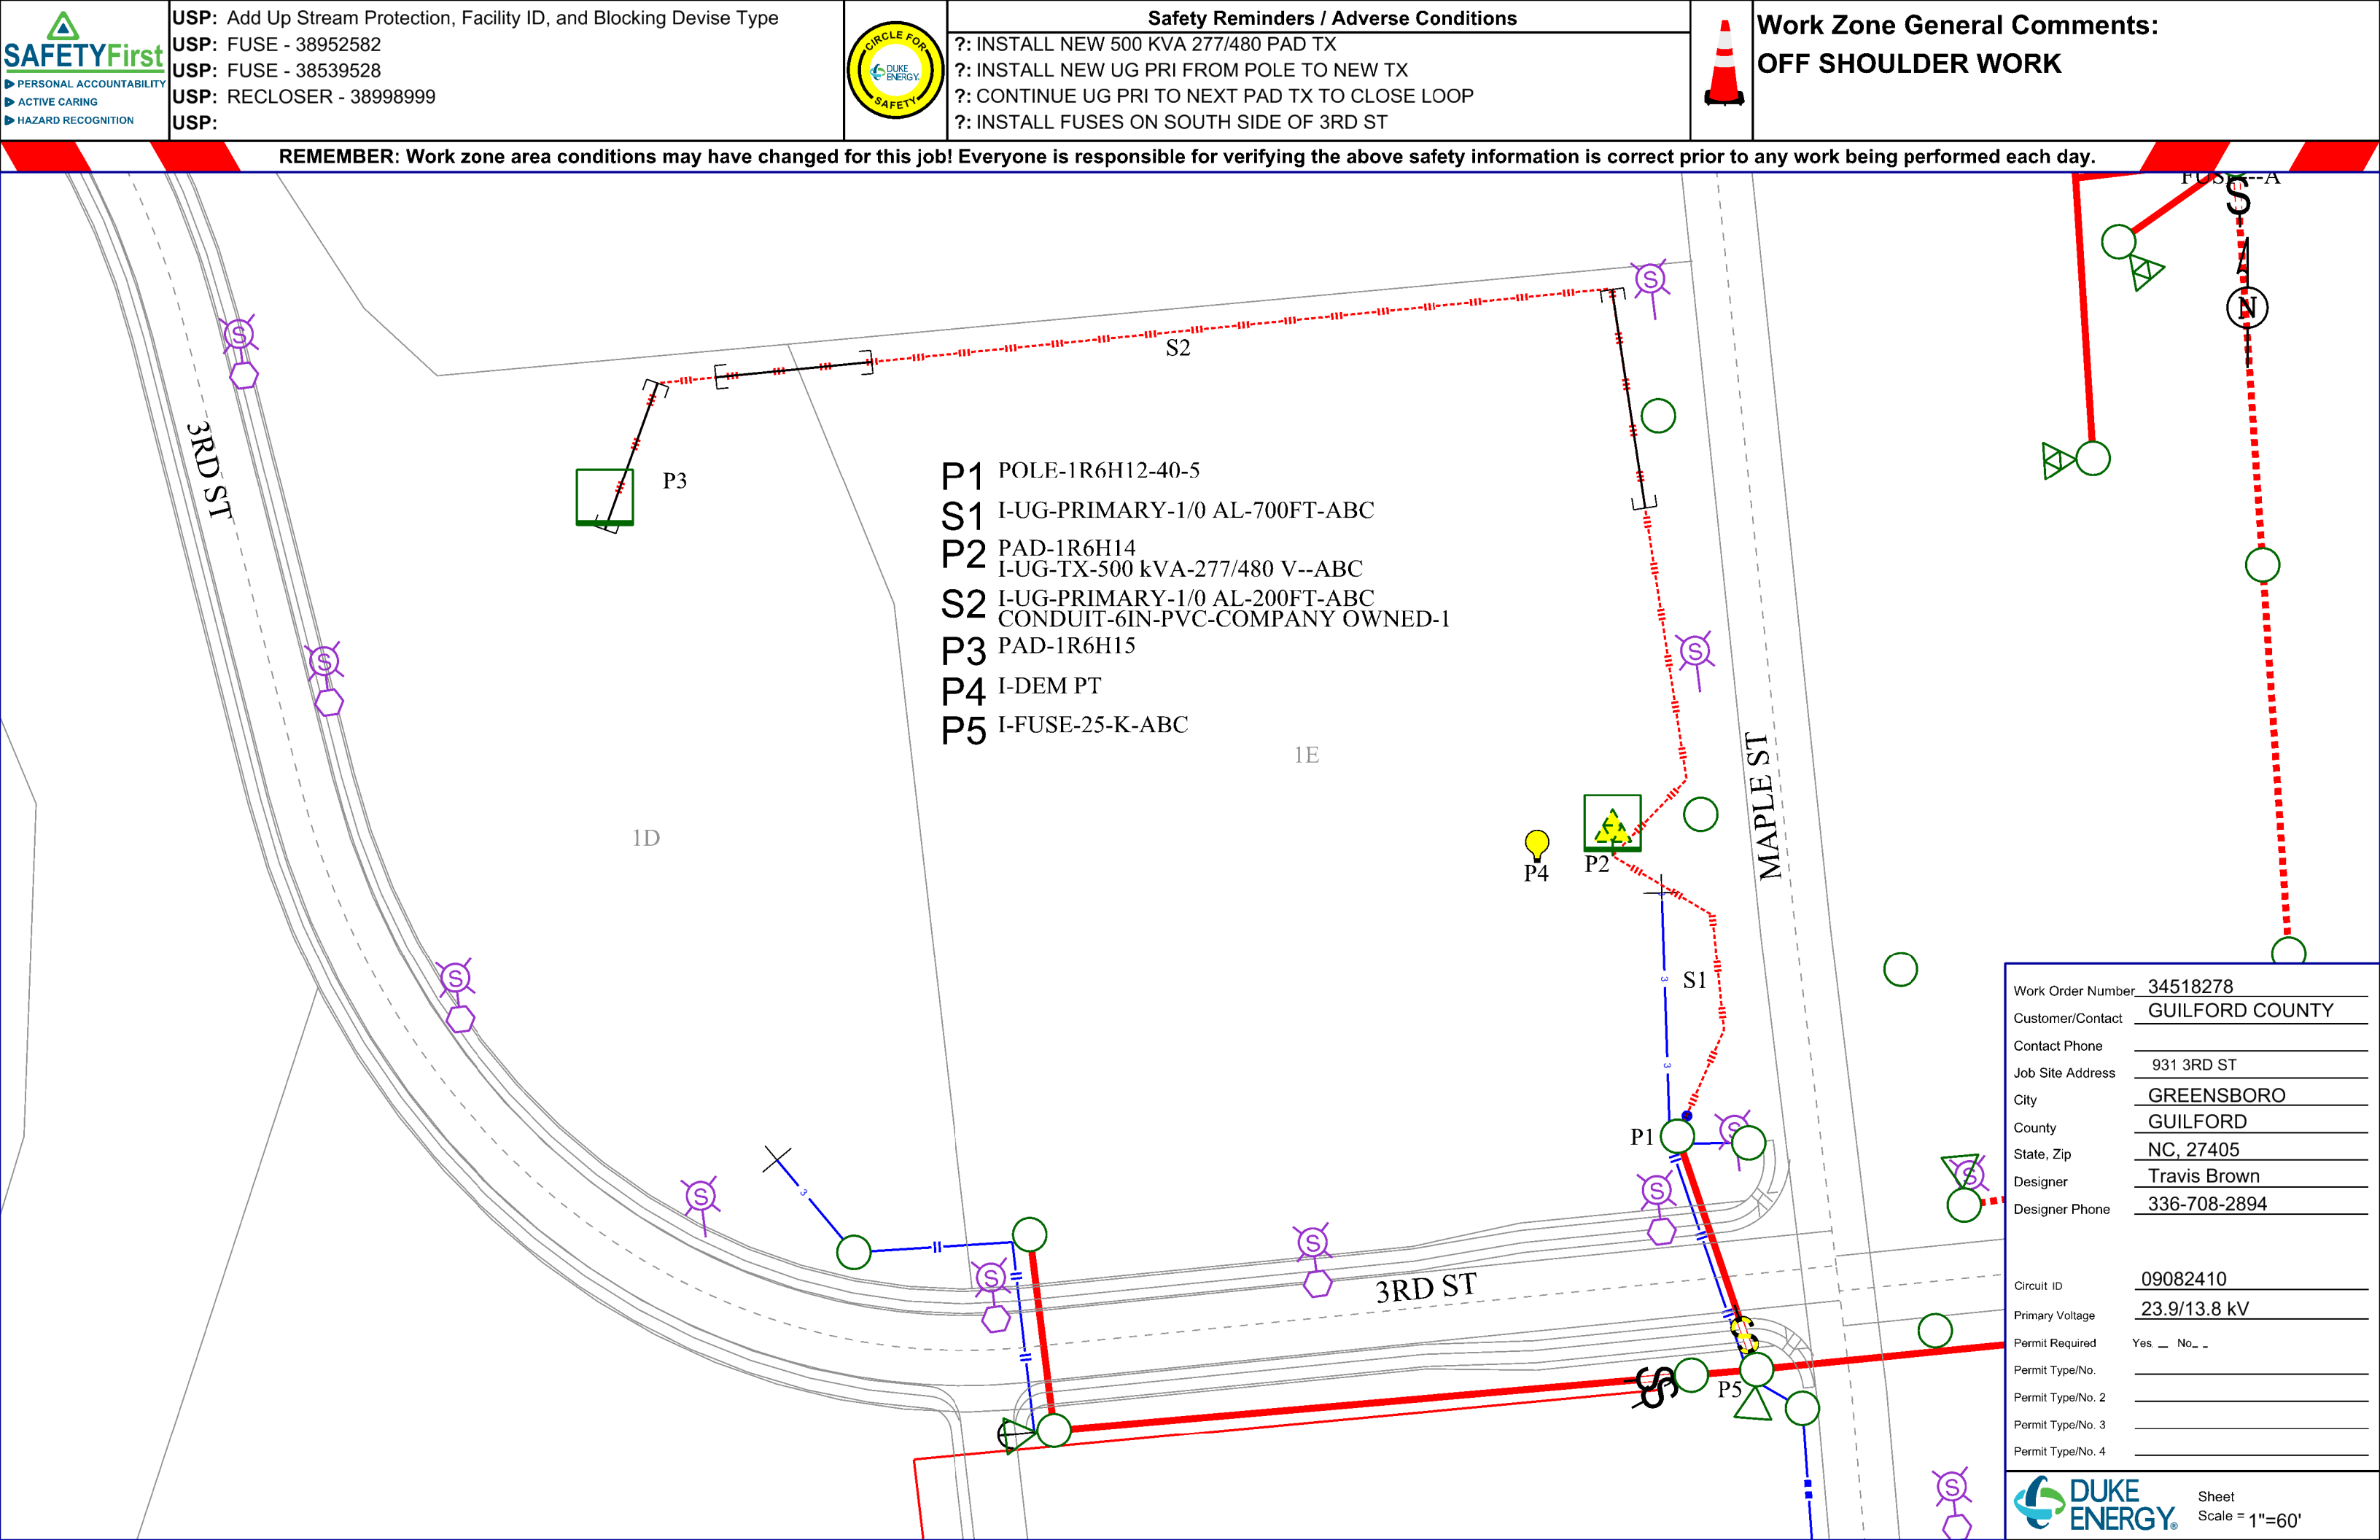 SAFETYFirst
PERSONAL ACCOUNTABILITY
ACTIVE CARING
HAZARD RECOGNITION
USP: Add Up Stream Protection, Facility ID, and Blocking Devise Type
USP: FUSE - 38952582
USP: FUSE - 38539528
USP: RECLOSER - 38998999
USP:
CIRCLE FOR
DUKE
ENERGY.
SAFETY
Safety Reminders / Adverse Conditions
?: INSTALL NEW 500 KVA 277/480 PAD TX
?: INSTALL NEW UG PRI FROM POLE TO NEW TX
?: CONTINUE UG PRI TO NEXT PAD TX TO CLOSE LOOP
?: INSTALL FUSES ON SOUTH SIDE OF 3RD ST
Work Zone General Comments:
OFF SHOULDER WORK
REMEMBER: Work zone area conditions may have changed for this job! Everyone is responsible for verifying the above safety information is correct prior to any work being performed each day.
S
N
S
S
S2
S
3RD ST
P3
P1 POLE-1R6H12-40-5
S1 I-UG-PRIMARY-1/0 AL-700FT-ABC
P2 PAD-1R6H14
I-UG-TX-500 kVA-277/480 V--ABC
S2 I-UG-PRIMARY-1/0 AL-200FT-ABC
CONDUIT-6IN-PVC-COMPANY OWNED-1
P3 PAD-1R6H15
P4 I-DEM PT
P5 I-FUSE-25-K-ABC
S
S
1E
1D
MAPLE ST
P4
P2
S
S1
3
3
P1
S
S
S
3
S
S
S
3RD ST
S
P5
S
Work Order Number 34518278
Customer/Contact GUILFORD COUNTY
Contact Phone
Job Site Address 931 3RD ST
City GREENSBORO
County GUILFORD
State, Zip NC, 27405
Designer Travis Brown
Designer Phone 336-708-2894
Circuit ID 09082410
Primary Voltage 23.9/13.8 kV
Permit Required Yes _ No_ _
Permit Type/No.
Permit Type/No. 2
Permit Type/No. 3
Permit Type/No. 4
DUKE
ENERGY®
Sheet
Scale = 1"=60'